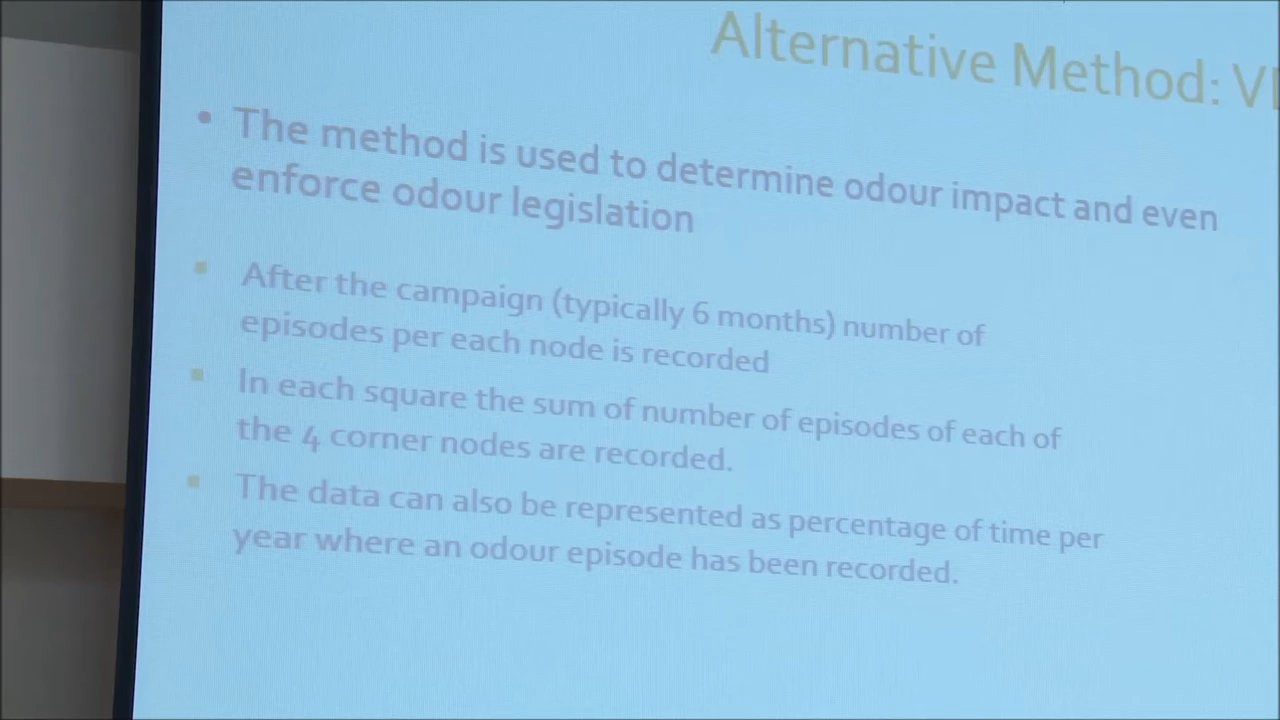 Alternative Method:
• The method is used to determine odour impact and even
enforce odour legislation
▪ After the campaign (typically 6 months) number of
episodes per each node is recorded
▪ In each square the sum of number of episodes of each of
the 4 corner nodes are recorded.
▪ The data can also be represented as percentage of time per
year where an odour episode has been recorded.